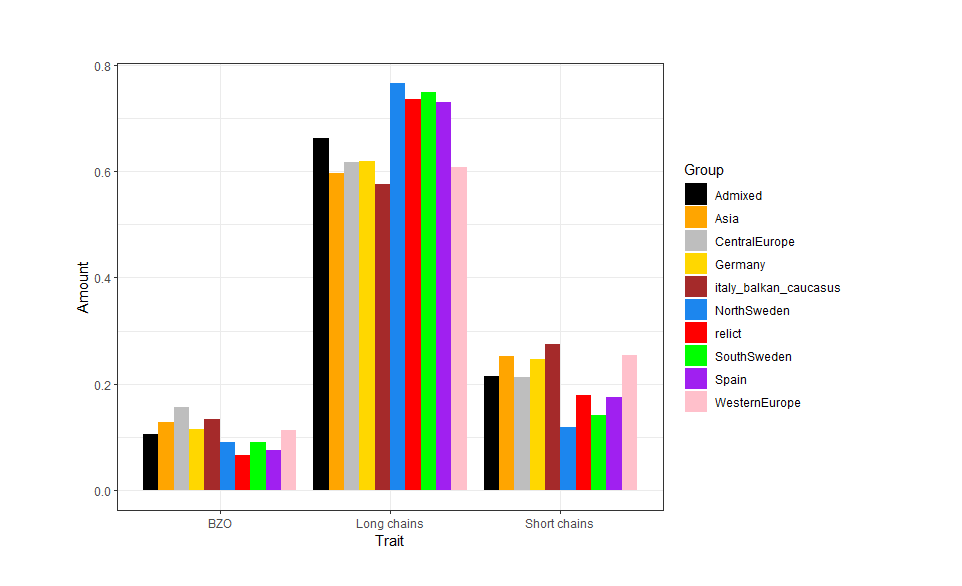 0.8
0.6
0.4
0.2
0.0
Amount
BZO
Long chains
Short chains
Trait
Group
Admixed
Asia
CentralEurope
Germany
italy_balkan_caucasus
NorthSweden
relict
SouthSweden
Spain
WesternEurope